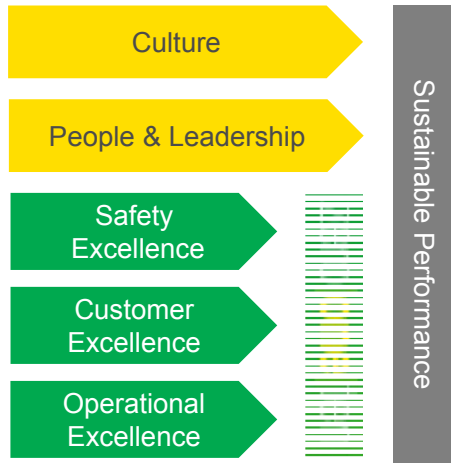 Culture
People & Leadership
Safety
Excellence
Customer
Excellence
Operational
Excellence
Sustainable Performance